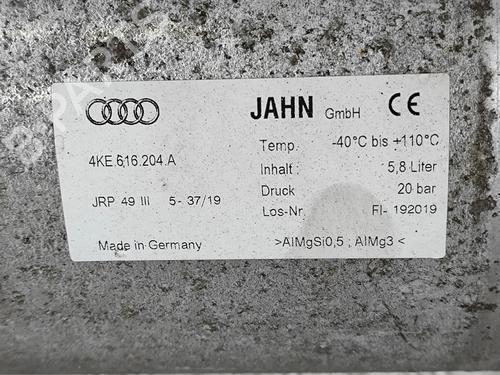 JAHN GmbH CE
4KE.616.204.A
Temp. -40°C bis +110°C
Inhalt : 5,8 Liter
JRP 49 III 5- 37/19
Druck 20 bar
Los-Nr. FI- 192019
Made in Germany >AlMgSi0,5 ; AlMg3 <
B-PARTS